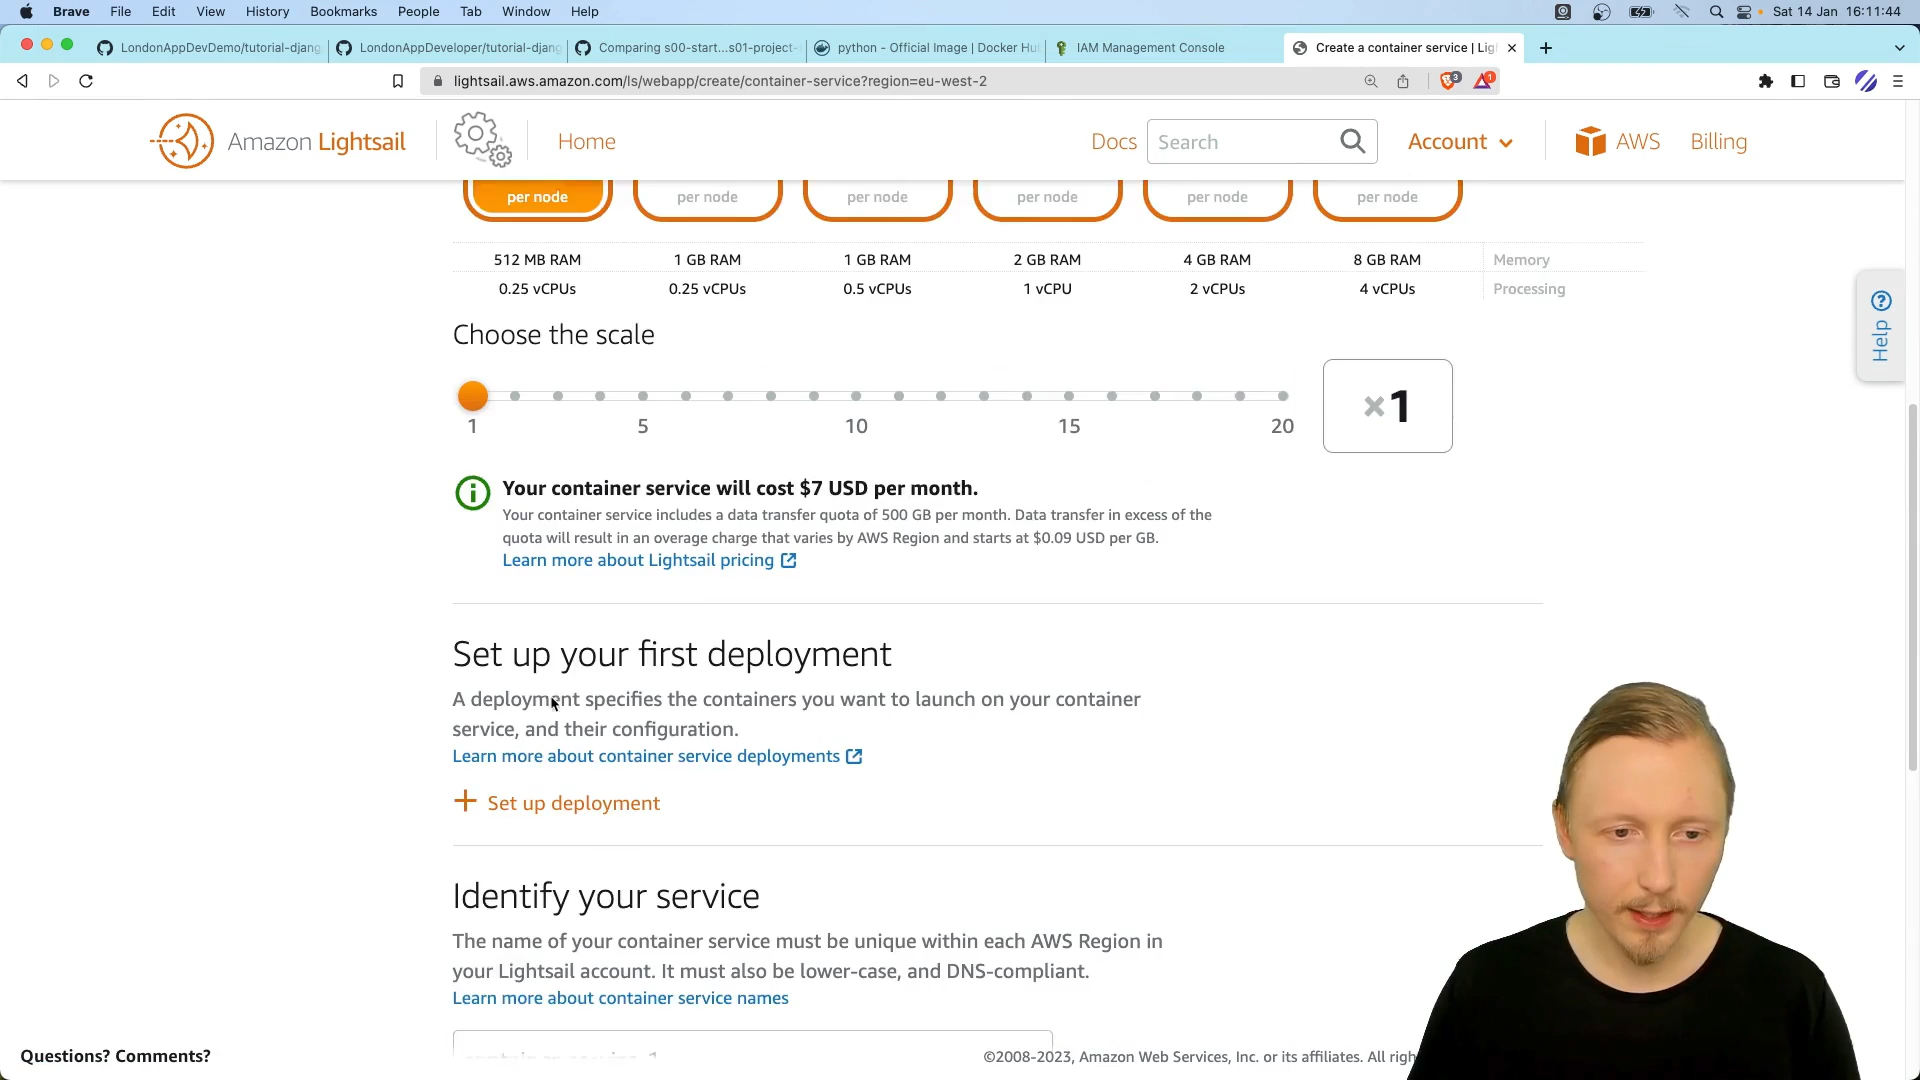 Brave File Edit View History Bookmarks People Tab Window Help Sat 14 Jan 16:11:44
LondonAppDevDemo/tutorial-djang LondonAppDeveloper/tutorial-djang Comparing s00-start...s01-project- python - Official Image | Docker Hu IAM Management Console Create a container service | Lig
lightsail.aws.amazon.com/ls/webapp/create/container-service?region=eu-west-2 3 1
Amazon Lightsail Home Docs Search Account AWS Billing
per node per node per node per node per node per node
512 MB RAM 1 GB RAM 1 GB RAM 2 GB RAM 4 GB RAM 8 GB RAM Memory
0.25 vCPUs 0.25 vCPUs 0.5 vCPUs 1 vCPU 2 vCPUs 4 vCPUs Processing
Help
Choose the scale
×1
1 5 10 15 20
Your container service will cost $7 USD per month.
Your container service includes a data transfer quota of 500 GB per month. Data transfer in excess of the
quota will result in an overage charge that varies by AWS Region and starts at $0.09 USD per GB.
Learn more about Lightsail pricing
Set up your first deployment
A deployment specifies the containers you want to launch on your container
service, and their configuration.
Learn more about container service deployments
+ Set up deployment
Identify your service
The name of your container service must be unique within each AWS Region in
your Lightsail account. It must also be lower-case, and DNS-compliant.
Learn more about container service names
Questions? Comments? ©2008-2023, Amazon Web Services, Inc. or its affiliates. All righ